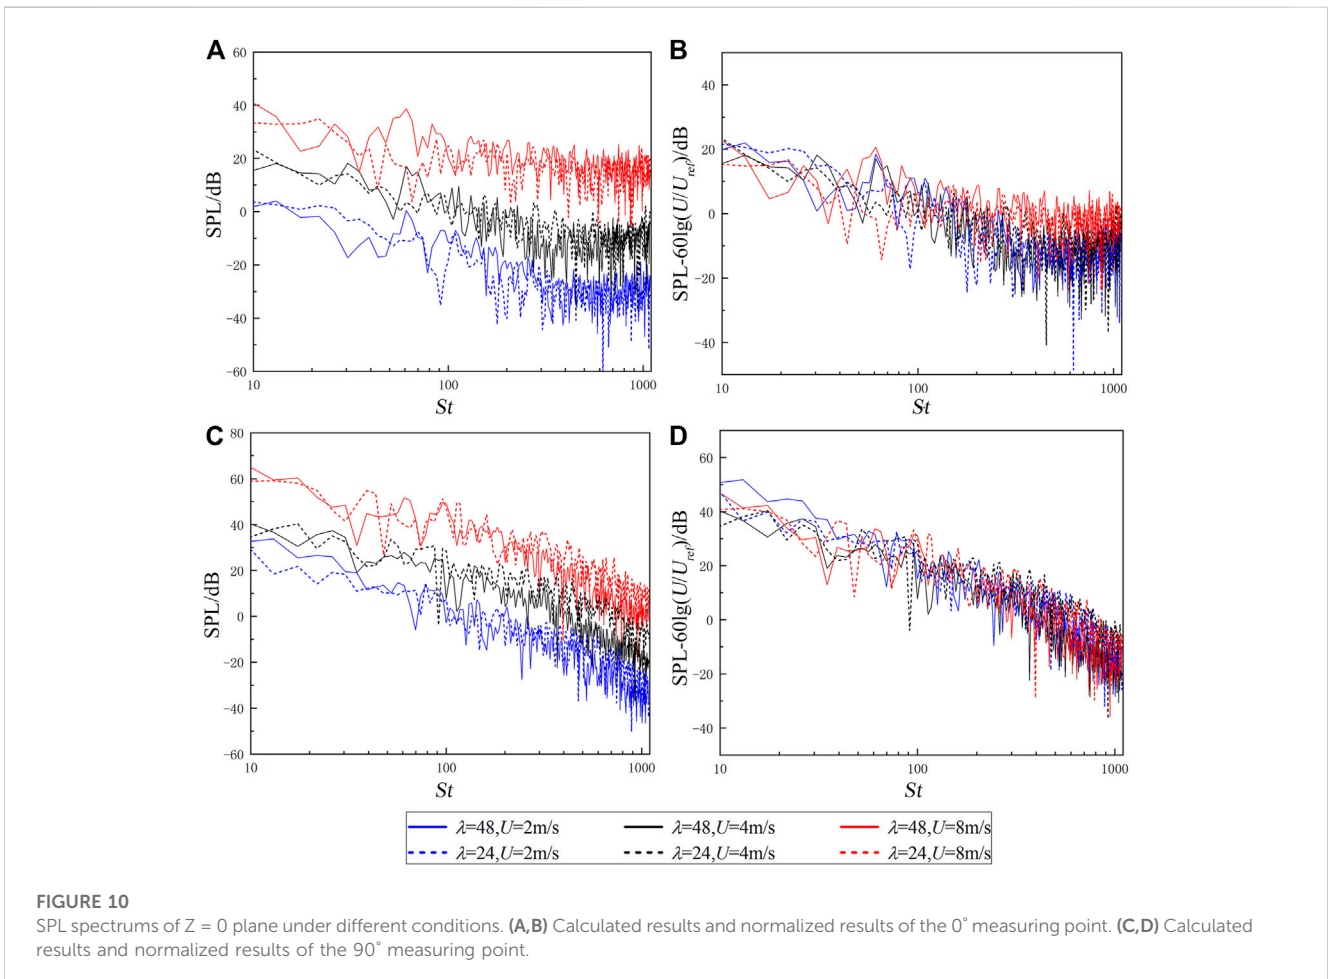 A
60
40
20
0
−20
−40
−60
SPL/dB
10
100
1000
St
B
40
20
0
−20
−40
SPL-60lg(U/Uref)/dB
10
100
1000
St
C
80
60
40
20
0
−20
−40
−60
SPL/dB
10
100
1000
St
D
60
40
20
0
−20
−40
SPL-60lg(U/Uref)/dB
10
100
1000
St
λ=48,U=2m/s λ=48,U=4m/s λ=48,U=8m/s
λ=24,U=2m/s λ=24,U=4m/s λ=24,U=8m/s
FIGURE 10
SPL spectrums of Z = 0 plane under different conditions. (A,B) Calculated results and normalized results of the 0° measuring point. (C,D) Calculated
results and normalized results of the 90° measuring point.